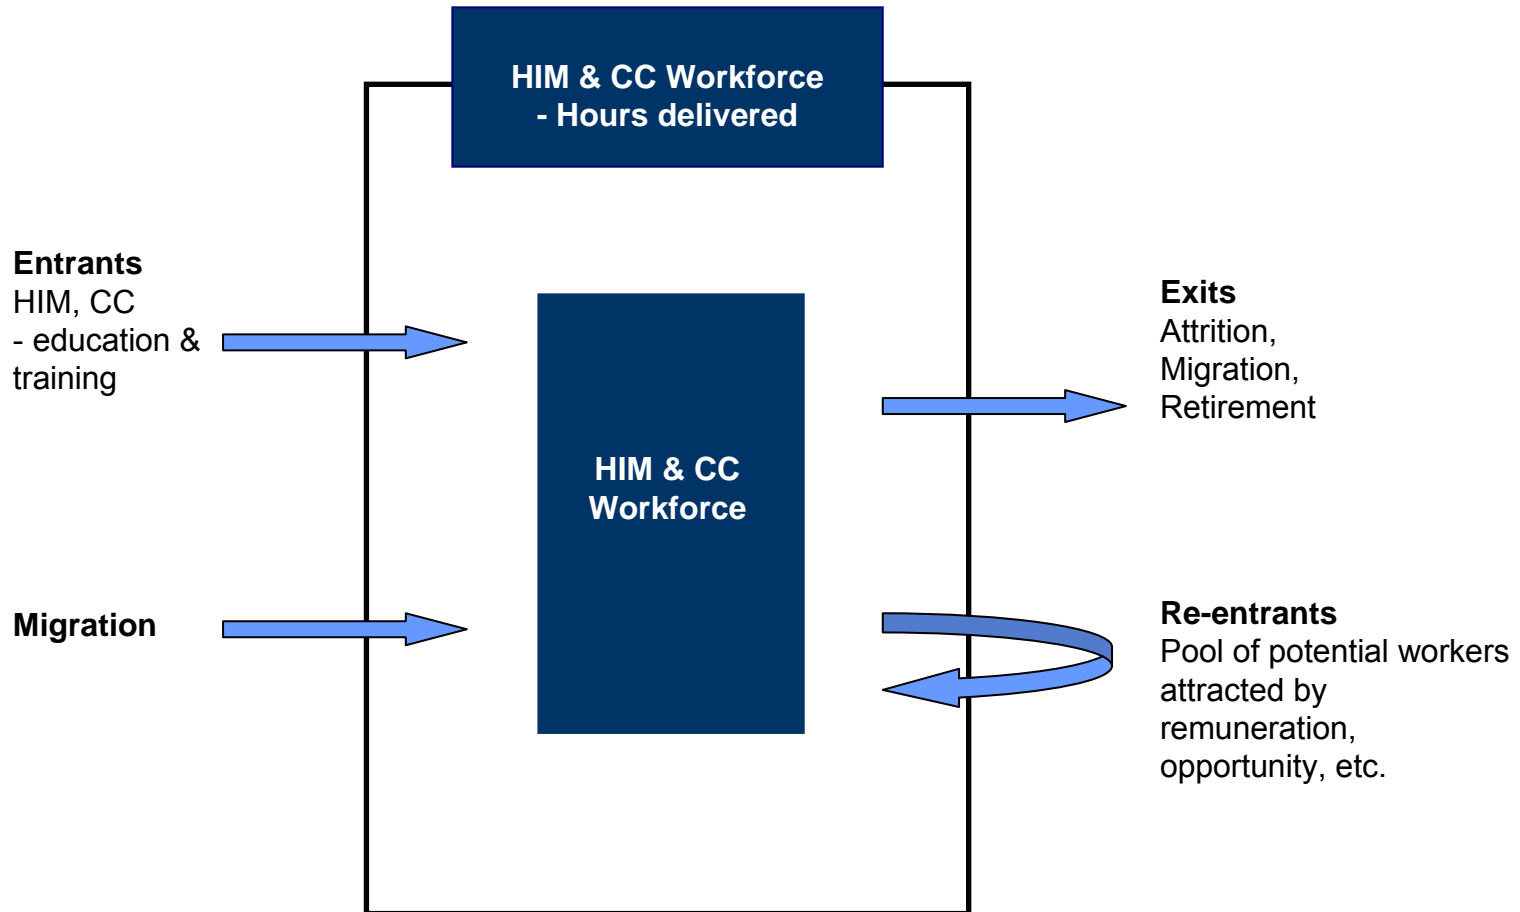 HIM & CC Workforce
- Hours delivered
Entrants
HIM, CC
- education &
training
Migration
HIM & CC
Workforce
Exits
Attrition,
Migration,
Retirement
Re-entrants
Pool of potential workers
attracted by
remuneration,
opportunity, etc.